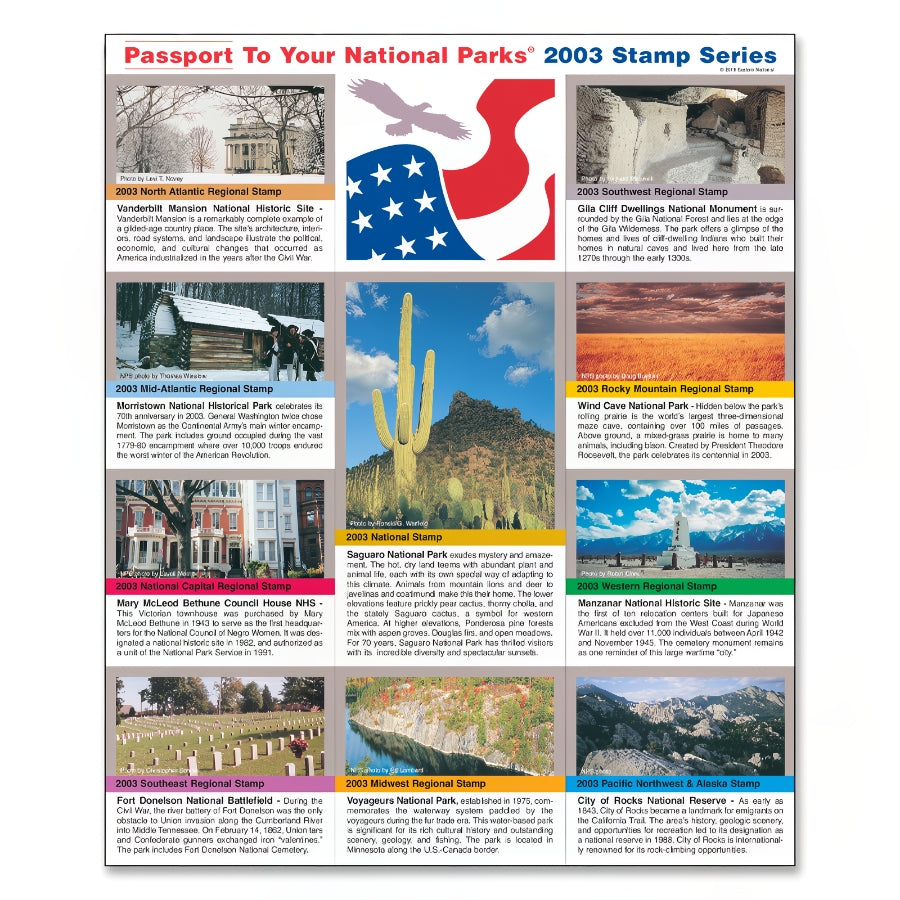 Passport To Your National Parks® 2003 Stamp Series
Photo by Levi T. Novey
2003 North Atlantic Regional Stamp
Vanderbilt Mansion National Historic Site -
Vanderbilt Mansion is a remarkably complete example of
a gilded-age country place. The site's architecture, interi-
ors, road systems, and landscape illustrate the political,
economic, and cultural changes that occurred as
America industrialized in the years after the Civil War.
2003 Southwest Regional Stamp
Gila Cliff Dwellings National Monument is sur-
rounded by the Gila National Forest and lies at the edge
of the Gila Wilderness. The park offers a glimpse of the
homes and lives of cliff-dwelling Indians who built their
homes in natural caves and lived here from the late
1270s through the early 1300s.
NPS photo by Thomas Winslow
2003 Mid-Atlantic Regional Stamp
Morristown National Historical Park celebrates its
70th anniversary in 2003. General Washington twice chose
Morristown as the Continental Army's main winter encamp-
ment. The park includes ground occupied during the vast
1779-80 encampment where over 10,000 troops endured
the worst winter of the American Revolution.
NPS photo by Doug
2003 Rocky Mountain Regional Stamp
Wind Cave National Park - Hidden below the park's
rolling prairie is the world's largest three-dimensional
maze cave, containing over 100 miles of passages.
Above ground, a mixed-grass prairie is home to many
animals, including bison. Created by President Theodore
Roosevelt, the park celebrates its centennial in 2003.
NPS photo by
2003 National Capital Regional Stamp
Mary McLeod Bethune Council House NHS -
This Victorian townhouse was purchased by Mary
McLeod Bethune in 1943 to serve as the first headquar-
ters for the National Council of Negro Women. It was des-
ignated a national historic site in 1982, and authorized as
a unit of the National Park Service in 1991.
Photo by Ronald G. Warfield
2003 National Stamp
Saguaro National Park exudes mystery and amaze-
ment. The hot, dry land teems with abundant plant and
animal life, each with its own special way of adapting to
this climate. Animals from mountain lions and deer to
javelinas and coatimundi make this their home. The lower
elevations feature prickly pear cactus, thorny cholla, and
the stately Saguaro cactus, a symbol for western
America. At higher elevations, Ponderosa pine forests
mix with aspen groves, Douglas firs, and open meadows.
For 70 years, Saguaro National Park has thrilled visitors
with its incredible diversity and spectacular sunsets.
Photo by Robin
2003 Western Regional Stamp
Manzanar National Historic Site - Manzanar was
the first of ten relocation centers built for Japanese
Americans excluded from the West Coast during World
War II. It held over 11,000 individuals between April 1942
and November 1945. The cemetery monument remains
as one reminder of this large wartime "city."
Photo by Christopher
2003 Southeast Regional Stamp
Fort Donelson National Battlefield - During the
Civil War, the river battery of Fort Donelson was the only
obstacle to Union invasion along the Cumberland River
into Middle Tennessee. On February 14, 1862, Union tars
and Confederate gunners exchanged iron "valentines."
The park includes Fort Donelson National Cemetery.
NPS photo by Ed Lombard
2003 Midwest Regional Stamp
Voyageurs National Park, established in 1975, com-
memorates the waterway system paddled by the
voyageurs during the fur trade era. This water-based park
is significant for its rich cultural history and outstanding
scenery, geology, and fishing. The park is located in
Minnesota along the U.S.-Canada border.
NPS photo
2003 Pacific Northwest & Alaska Stamp
City of Rocks National Reserve - As early as
1843, City of Rocks became a landmark for emigrants on
the California Trail. The area's history, geologic scenery,
and opportunities for recreation led to its designation as
a national reserve in 1988. City of Rocks is international-
ly renowned for its rock-climbing opportunities.